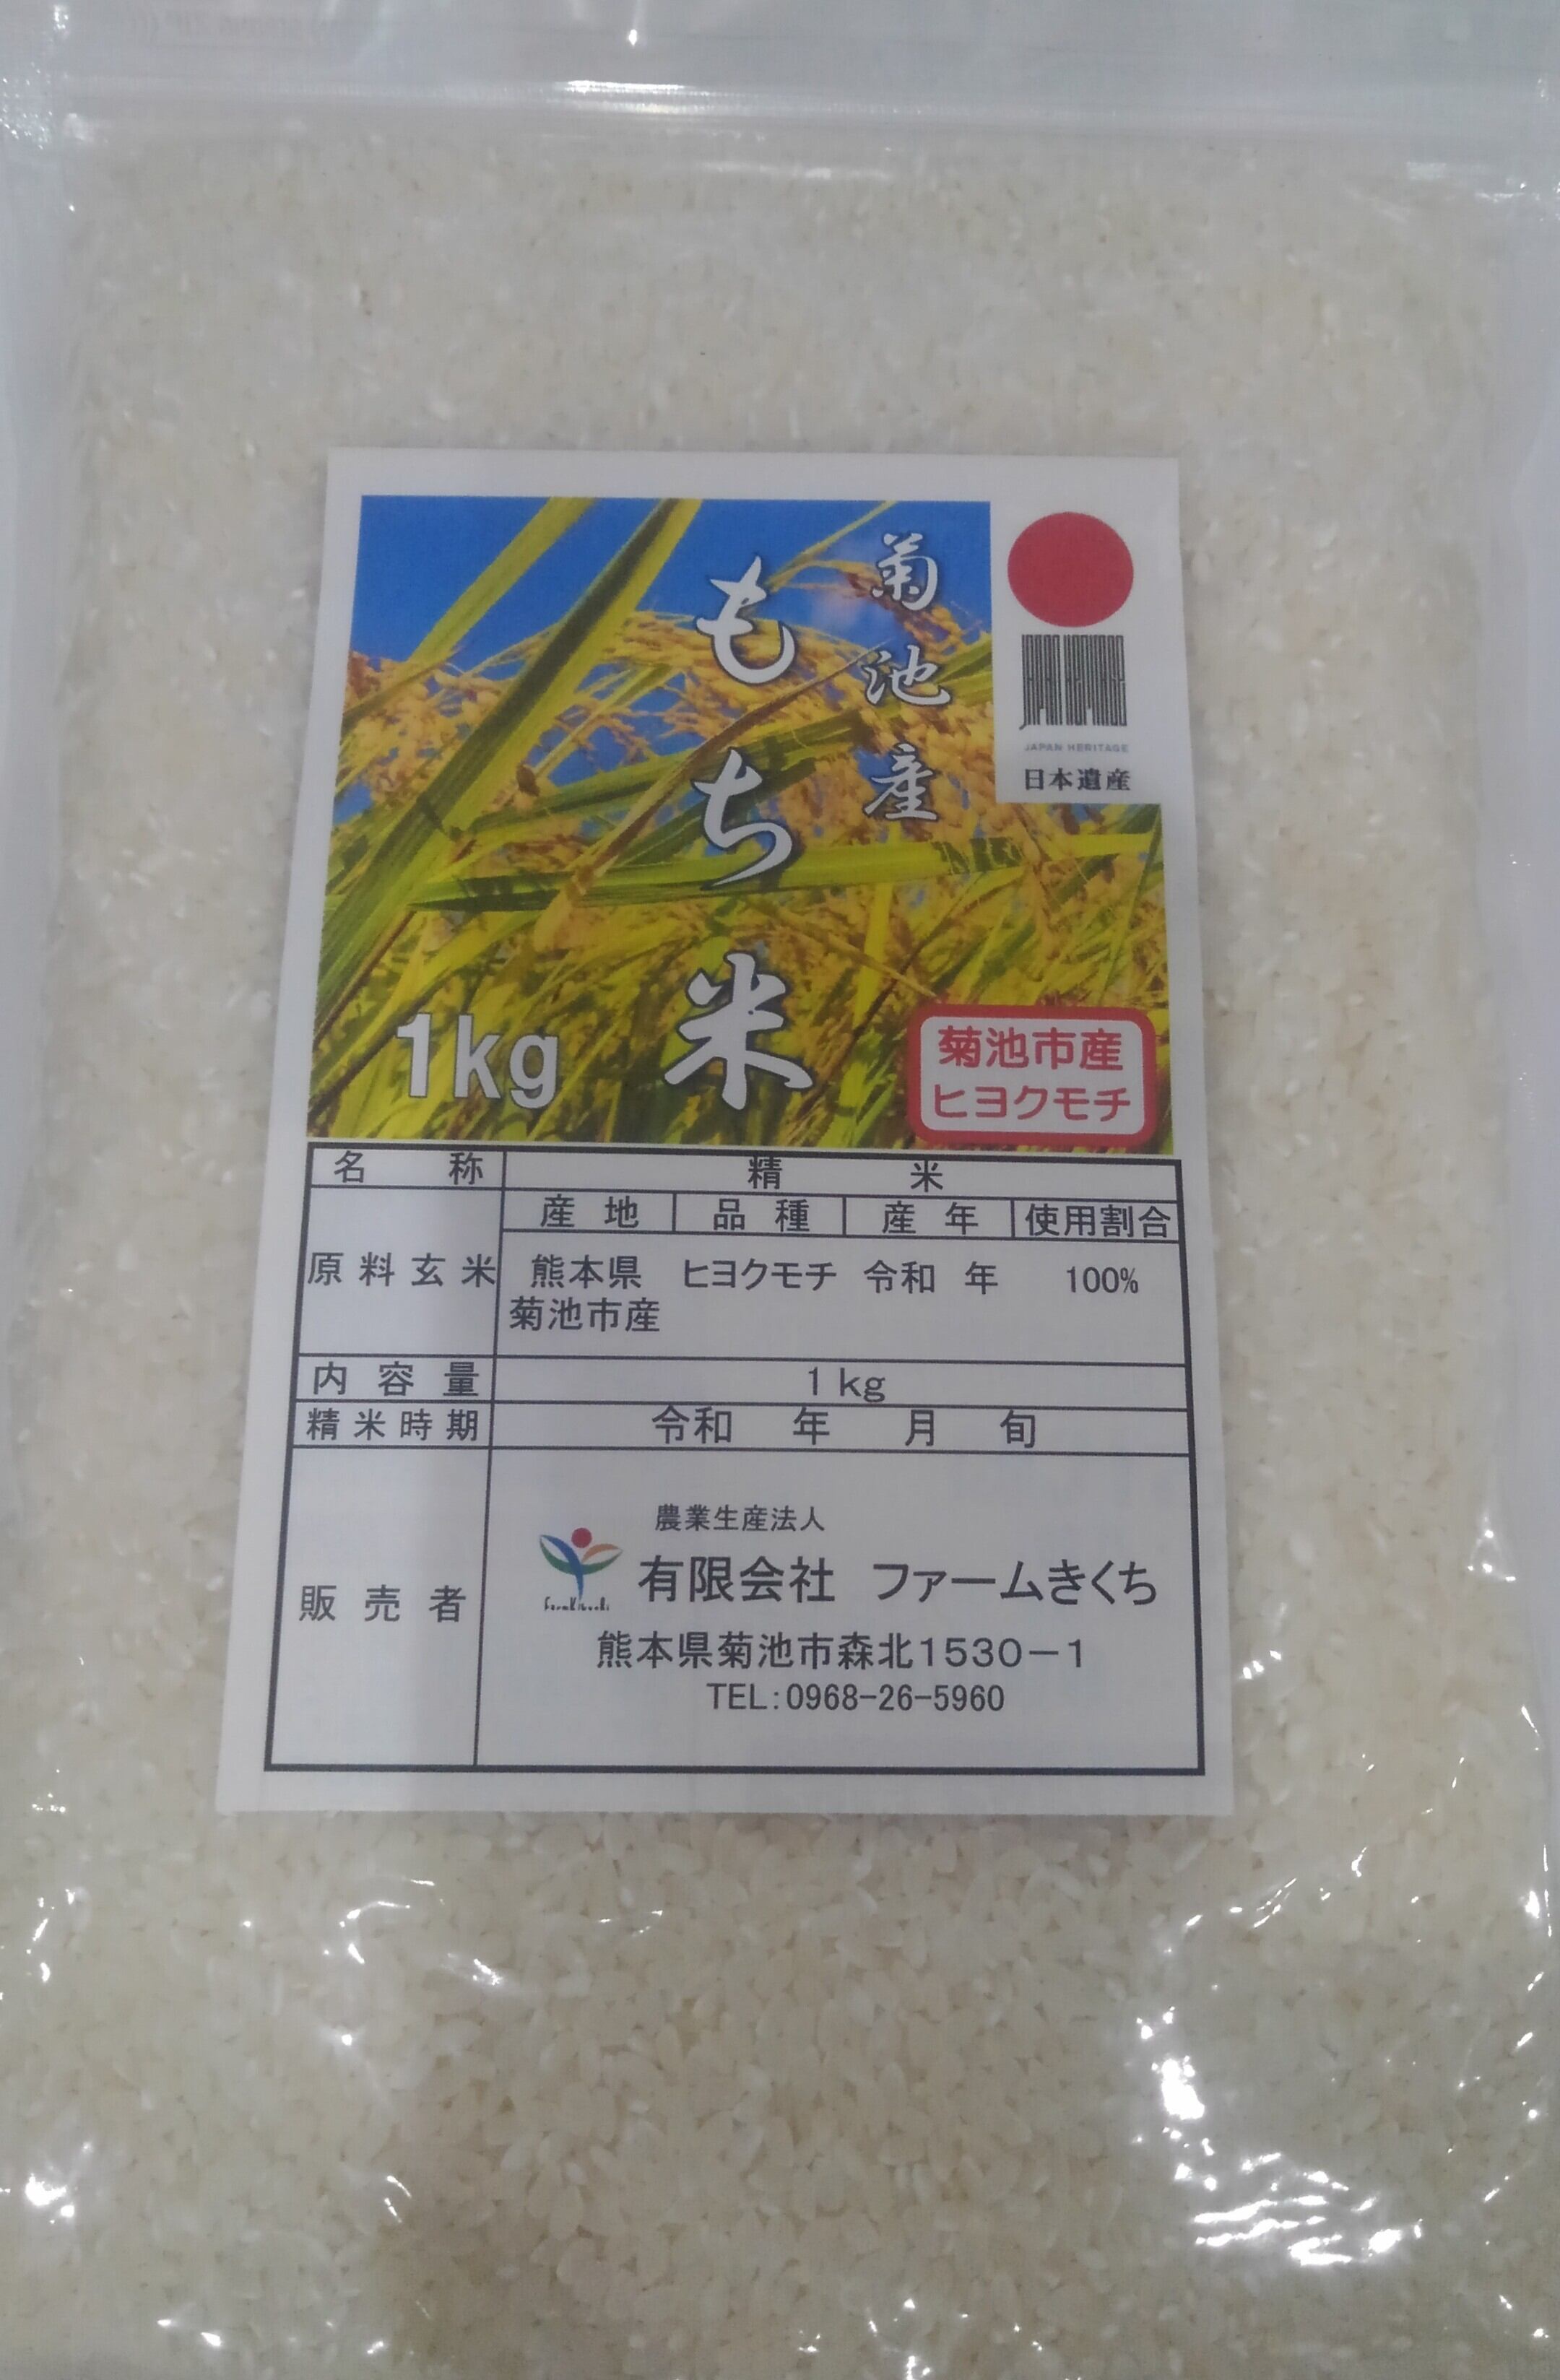 菊池産
もち米
1kg
JAPAN HERITAGE
日本遺産
菊池市産
ヒヨクモチ
名称 精米
産地 品種 産年 使用割合
原料玄米 熊本県 ヒヨクモチ 令和 年 100%
菊池市産
内容量 1kg
精米時期 令和 年 月 旬
販売者
農業生産法人
有限会社 ファームきくち
熊本県菊池市森北1530-1
TEL:0968-26-5960